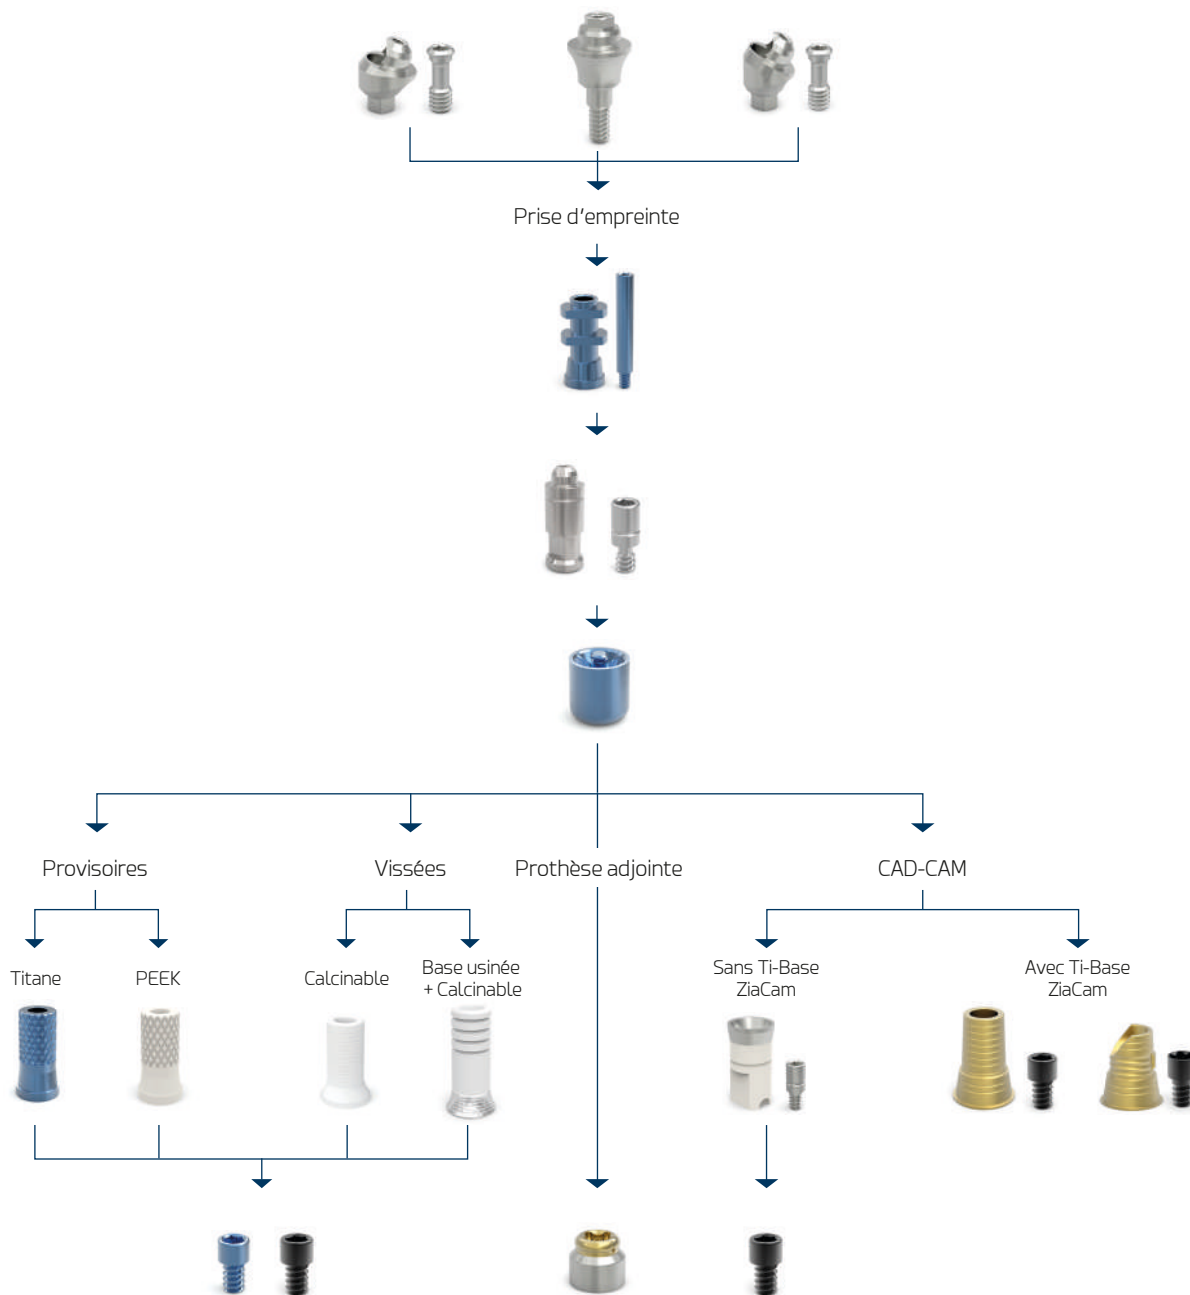 Prise d'empreinte
Provisoires
Vissées
Prothèse adjointe
CAD-CAM
Titane
PEEK
Calcinable
Base usinée
+ Calcinable
Sans Ti-Base
ZiaCam
Avec Ti-Base
ZiaCam